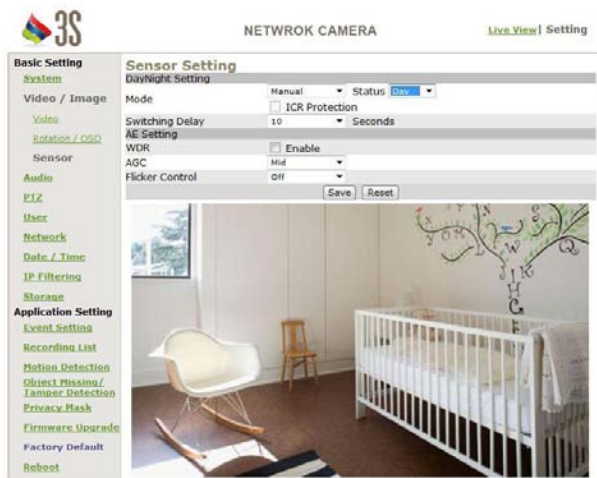 3S
NETWROK CAMERA
Live View | Setting
Basic Setting
System
Video / Image
Video
Rotation / OSD
Sensor
Audio
PTZ
User
Network
Date / Time
IP Filtering
Storage
Application Setting
Event Setting
Recording List
Motion Detection
Object Missing/
Tamper Detection
Privacy Mask
Firmware Upgrade
Factory Default
Reboot
Sensor Setting
DayNight Setting
Mode
Manual Status Day
ICR Protection
Switching Delay 10 Seconds
AE Setting
WDR Enable
AGC Mid
Flicker Control Off
Save Reset